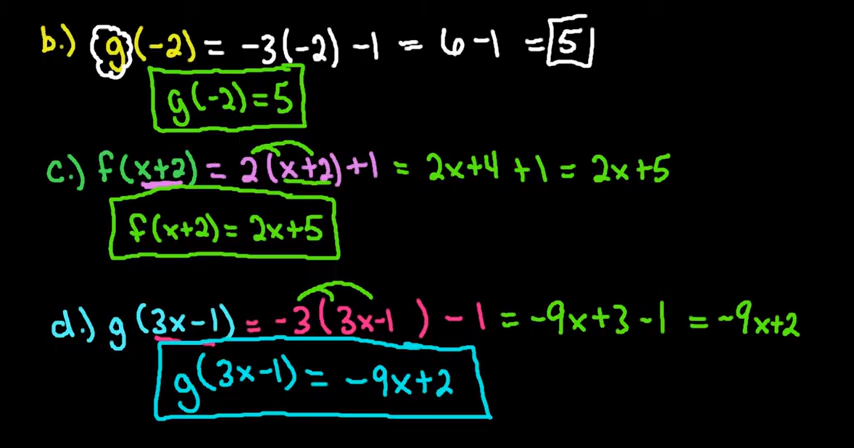 b.) g(-2) = -3(-2) -1 = 6 -1 = 5
g(-2) = 5
c.) f(x+2) = 2(x+2)+1 = 2x+4 +1 = 2x+5
f(x+2) = 2x+5
d.) g(3x-1) = -3(3x-1 ) - 1 = -9x+3 -1 = -9x+2
g(3x-1) = -9x+2